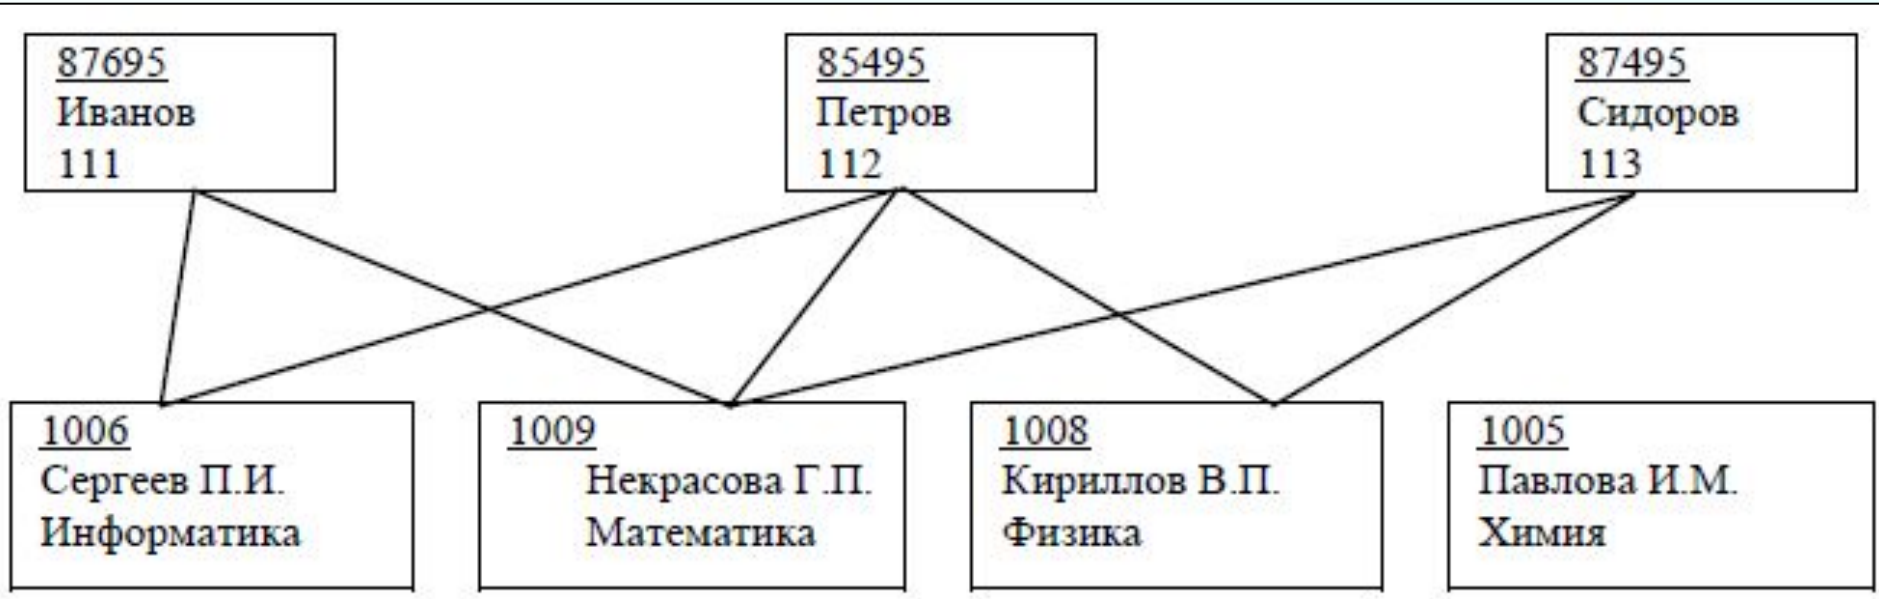 87695
Иванов
111
85495
Петров
112
87495
Сидоров
113
1006
Сергеев П.И.
Информатика
1009
Некрасова Г.П.
Математика
1008
Кириллов В.П.
Физика
1005
Павлова И.М.
Химия